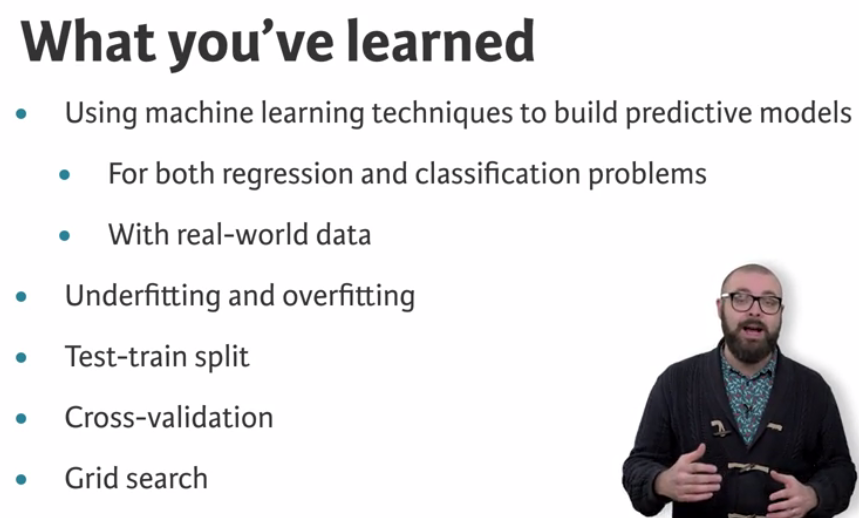 What you’ve learned
• Using machine learning techniques to build predictive models
• For both regression and classification problems
• With real-world data
• Underfitting and overfitting
• Test-train split
• Cross-validation
• Grid search